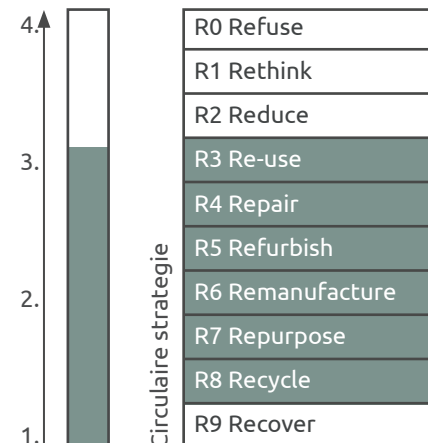 4.
3.
2.
1.
Circulaire strategie
R0 Refuse
R1 Rethink
R2 Reduce
R3 Re-use
R4 Repair
R5 Refurbish
R6 Remanufacture
R7 Repurpose
R8 Recycle
R9 Recover